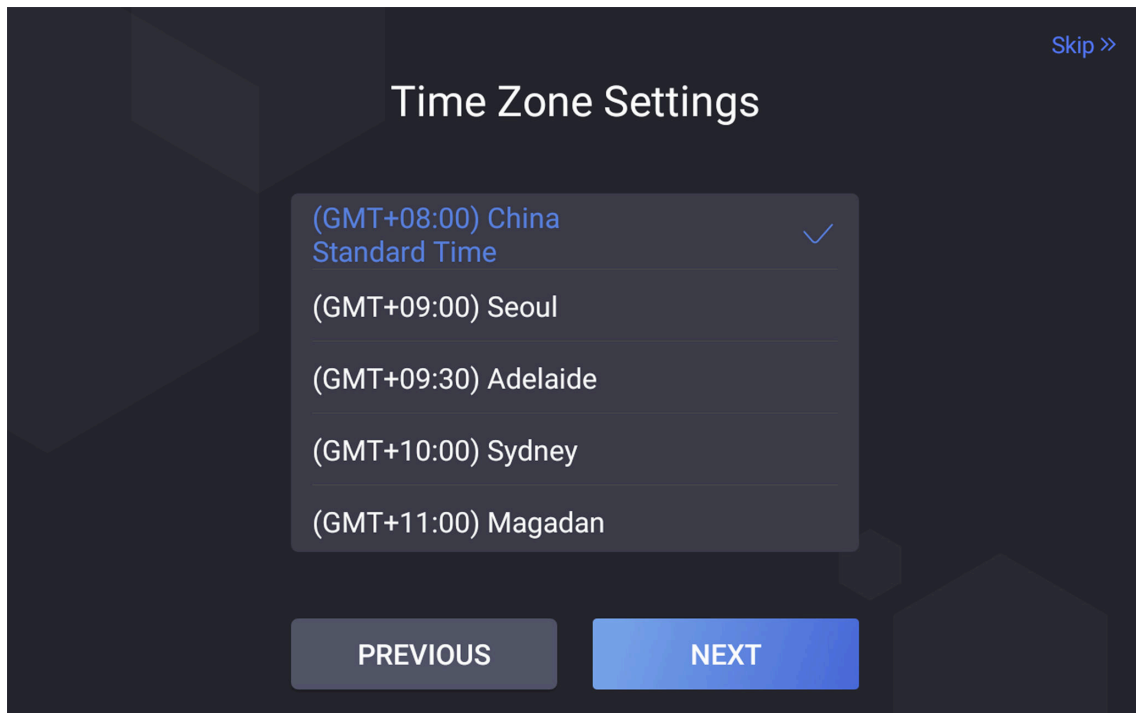 Skip »
Time Zone Settings
(GMT+08:00) China
Standard Time
(GMT+09:00) Seoul
(GMT+09:30) Adelaide
(GMT+10:00) Sydney
(GMT+11:00) Magadan
PREVIOUS
NEXT